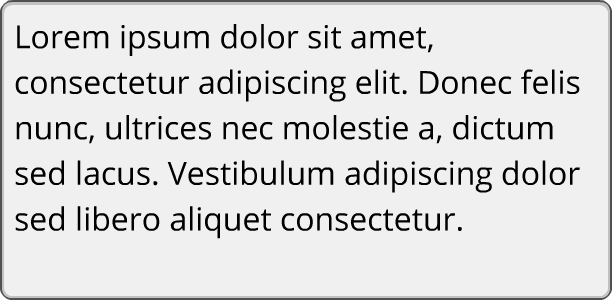 Lorem ipsum dolor sit amet,
consectetur adipiscing elit. Donec felis
nunc, ultrices nec molestie a, dictum
sed lacus. Vestibulum adipiscing dolor
sed libero aliquet consectetur.